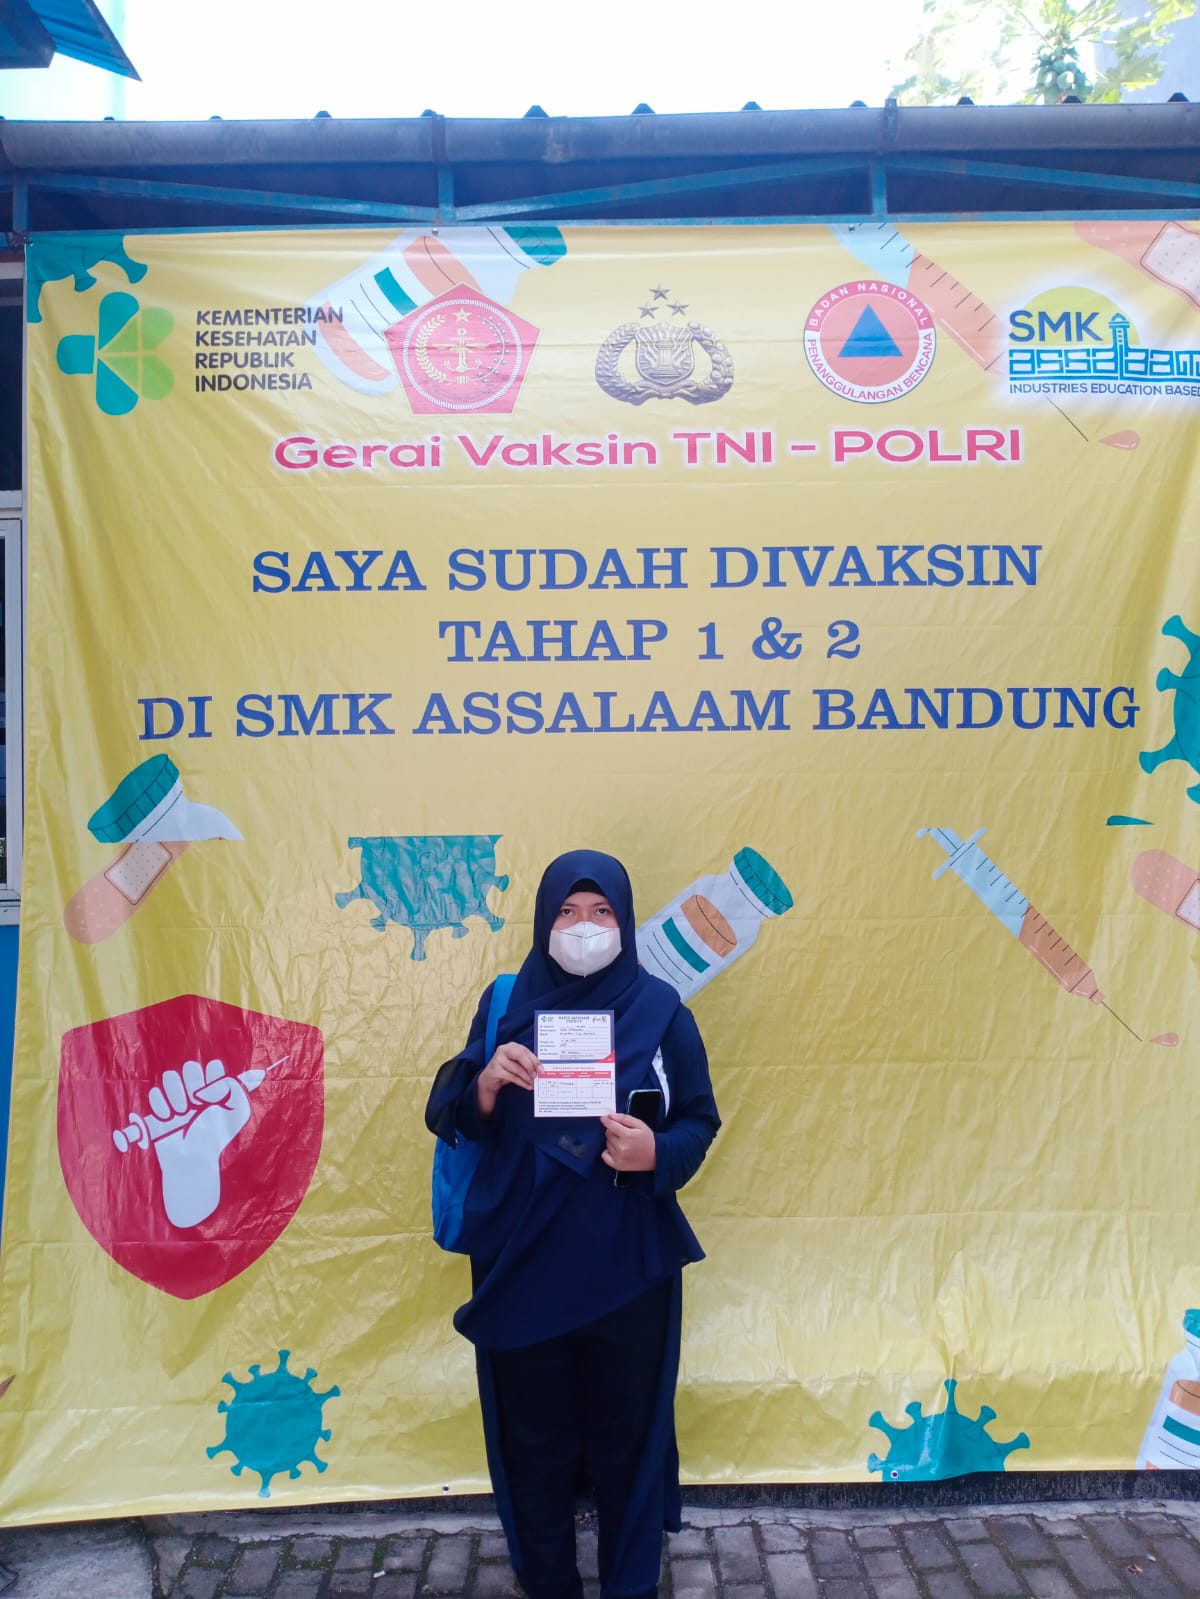 KEMENTERIAN
KESEHATAN
REPUBLIK
INDONESIA
BADAN NASIONAL
PENANGGULANGAN BENCANA
SMK
assalaam
INDUSTRIES EDUCATION BASED
Gerai Vaksin TNI - POLRI
SAYA SUDAH DIVAKSIN
TAHAP 1 & 2
DI SMK ASSALAAM BANDUNG